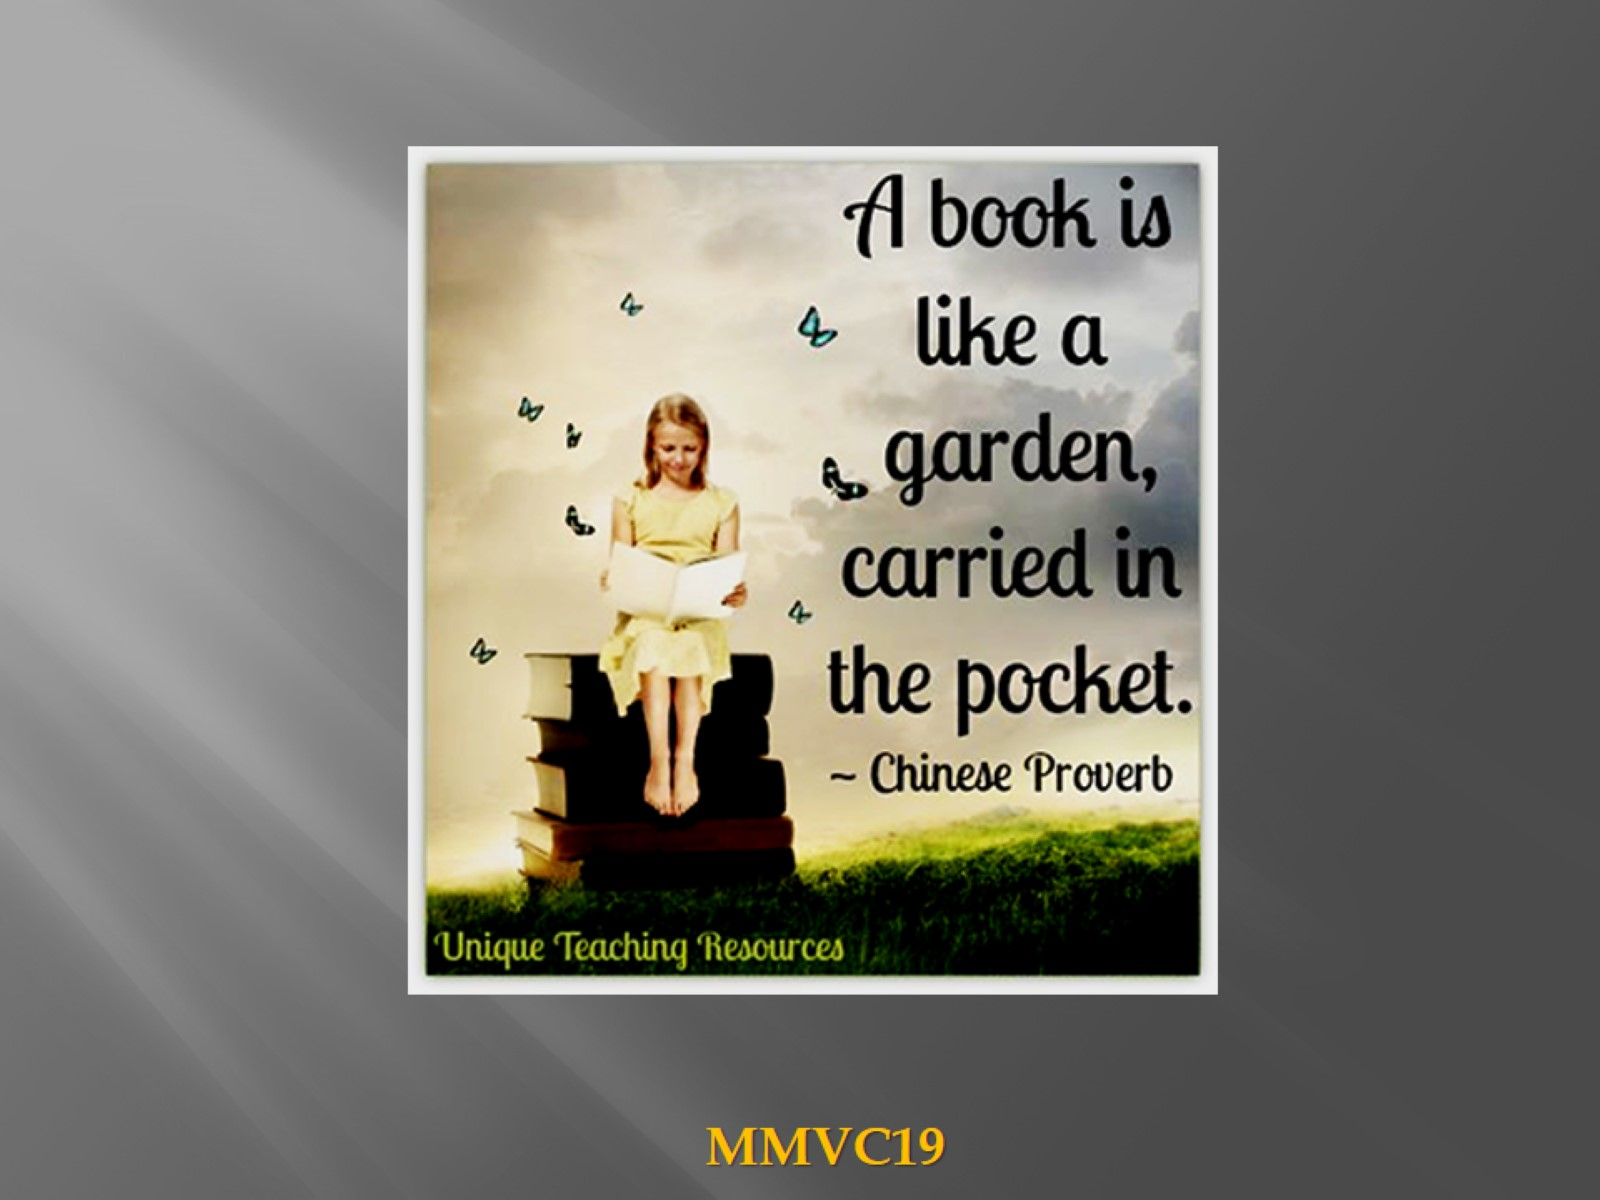 A book is
like a
garden,
carried in
the pocket.
~ Chinese Proverb
Unique Teaching Resources
MMVC19